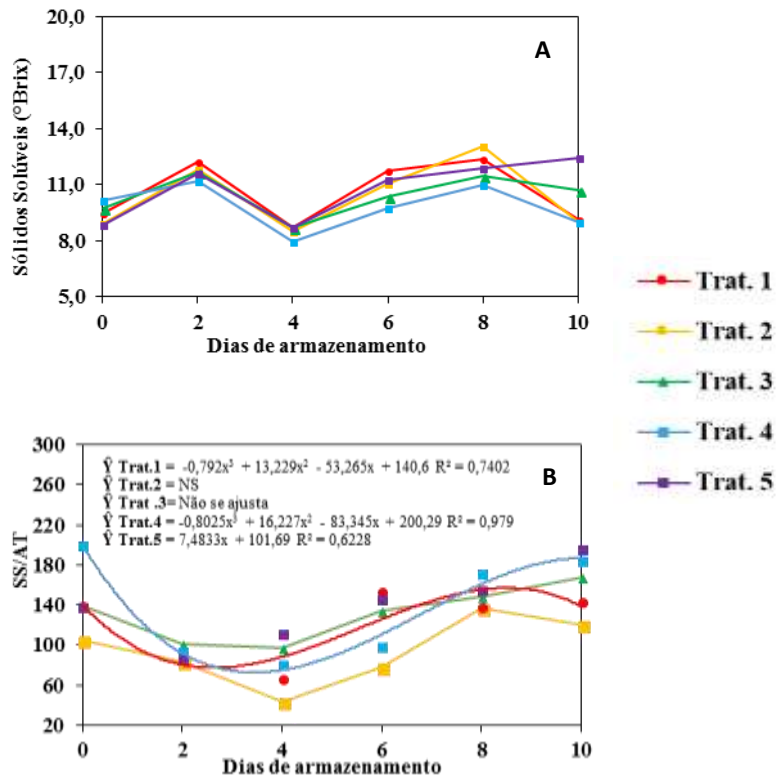 20,0
17,0
14,0
11,0
8,0
5,0
Sólidos Solúveis (°Brix)
A
0 2 4 6 8 10
Dias de armazenamento
Trat. 1
Trat. 2
Trat. 3
Trat. 4
Trat. 5
300
260
220
180
140
100
60
20
SS/AT
B
Ŷ Trat.1 = -0,792x³ + 13,229x² - 53,265x + 140,6 R² = 0,7402
Ŷ Trat.2 = NS
Ŷ Trat .3= Não se ajusta
Ŷ Trat.4= -0,8025x³ + 16,227x² - 83,345x + 200,29 R² = 0,979
Ŷ Trat.5= 7,4833x + 101,69 R² = 0,6228
0 2 4 6 8 10
Dias de armazenamento